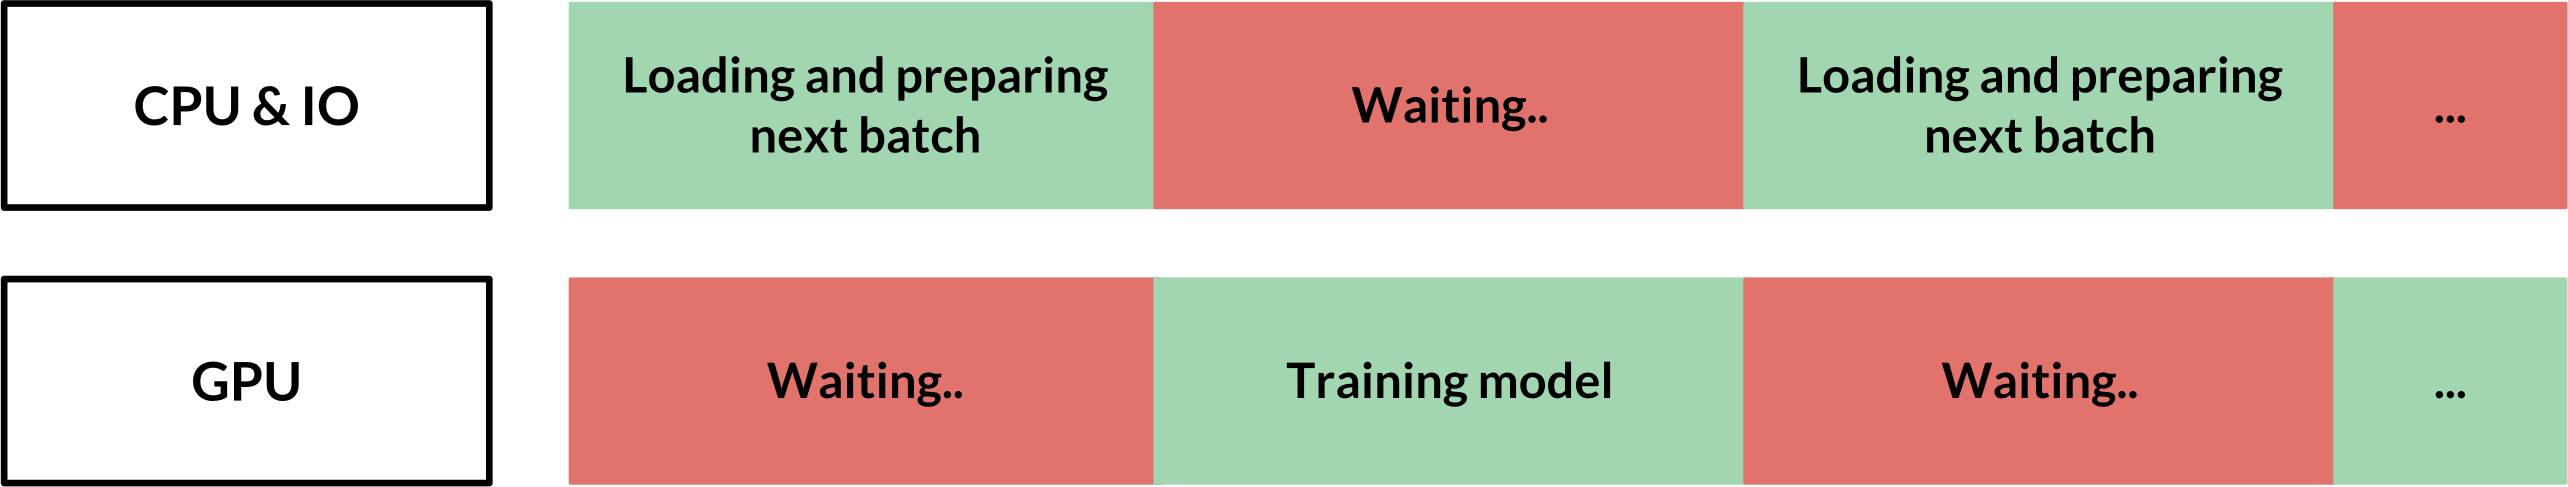 CPU & IO
Loading and preparing
next batch
Waiting..
Loading and preparing
next batch
...
GPU
Waiting..
Training model
Waiting..
...